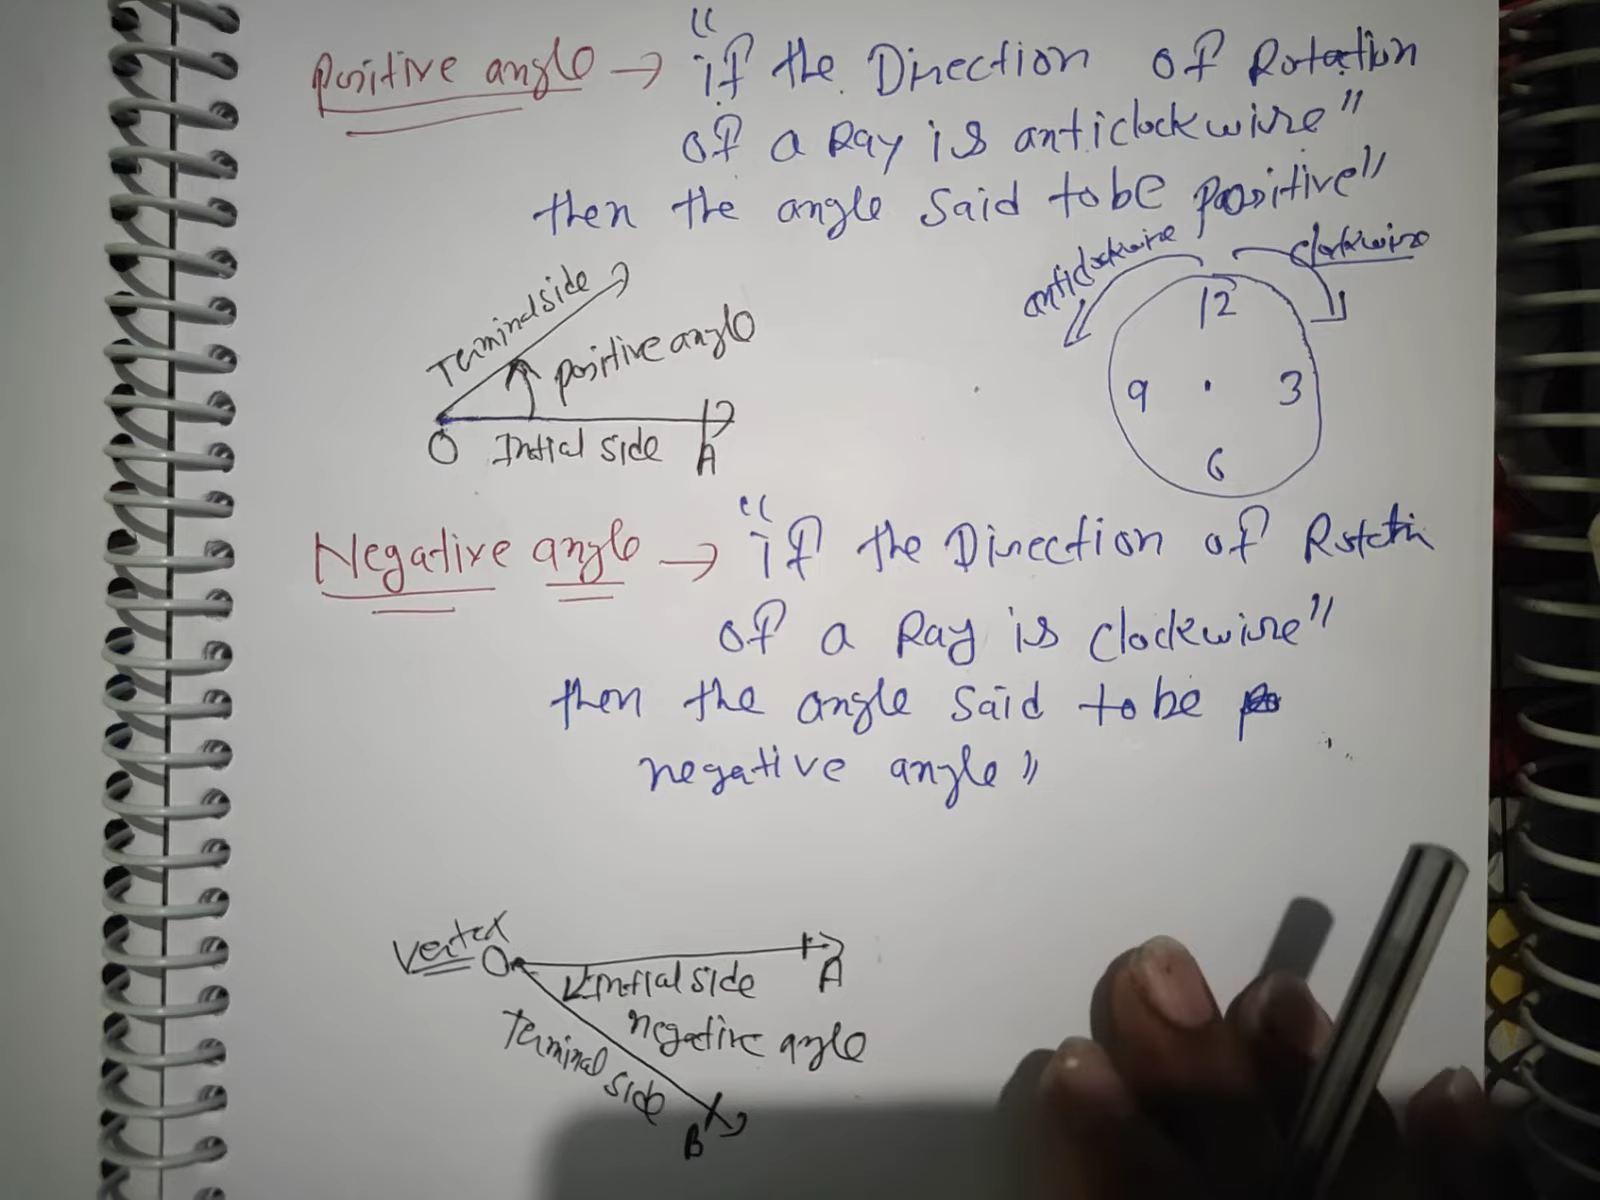 Positive angle → "if the Direction of Rotation
of a Ray is anticlockwise"
then the angle said to be positive"
anticlockwise
clockwise
12
9
3
6
Terminal side
positive angle
O
Initial side
A
Negative angle → "if the Direction of Rotation
of a Ray is clockwise"
then the angle said to be
negative angle"
Vertex
O
Initial side
A
negative angle
Terminal side
B